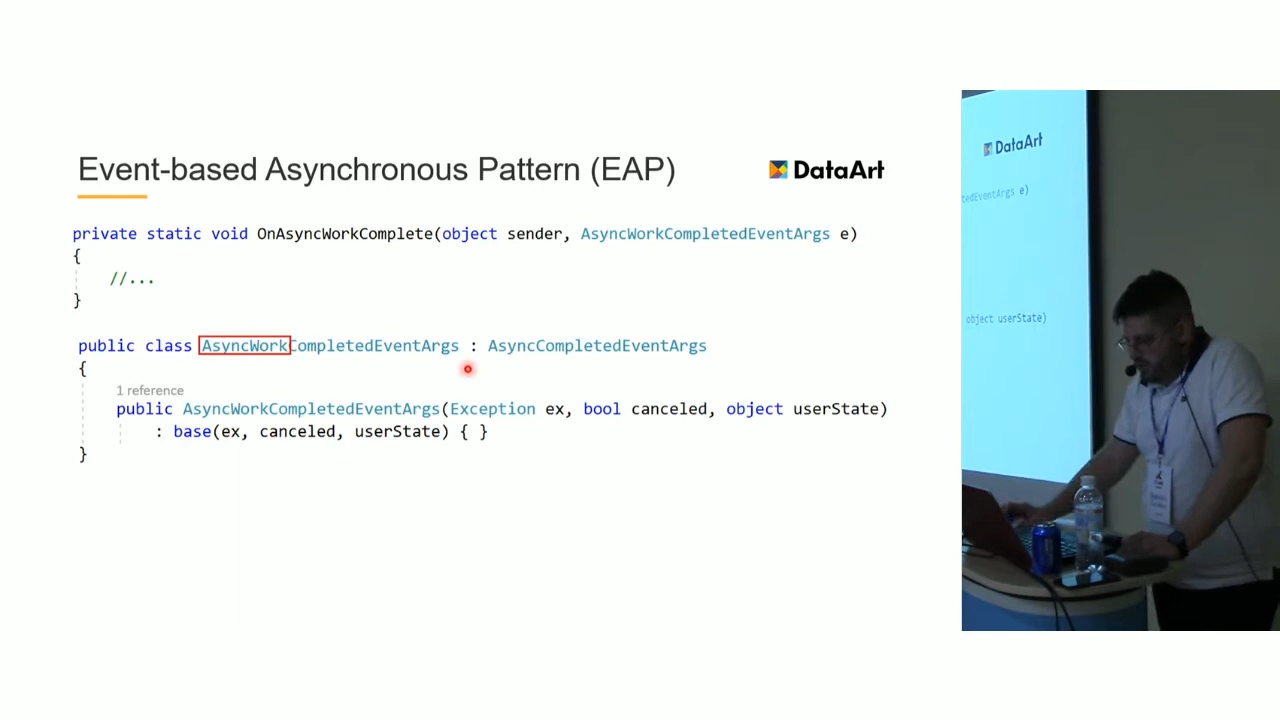 Event-based Asynchronous Pattern (EAP)
DataArt
private static void OnAsyncWorkComplete(object sender, AsyncWorkCompletedEventArgs e)
{
//...
}
public class AsyncWorkCompletedEventArgs : AsyncCompletedEventArgs
{
1 reference
public AsyncWorkCompletedEventArgs(Exception ex, bool canceled, object userState)
: base(ex, canceled, userState) { }
}
DataArt
tedEventArgs e)
object userState)